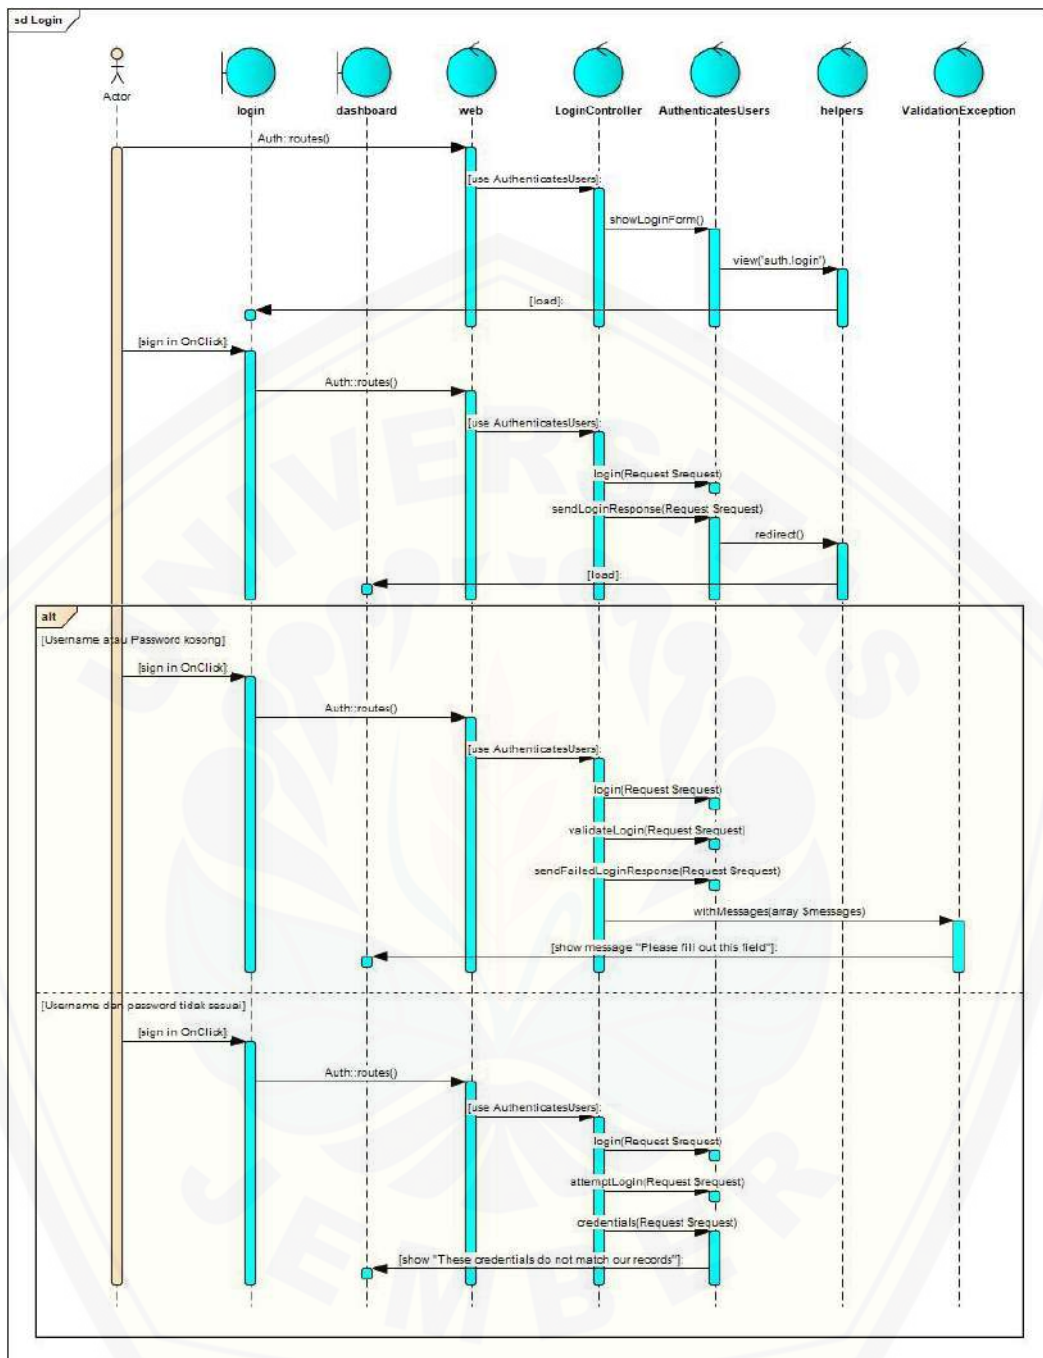 sd Login
Actor
login
dashboard
web
LoginController
AuthenticatesUsers
helpers
ValidationException
Auth::routes()
[use AuthenticatesUsers]:
showLoginForm()
view('auth.login')
[load]:
[sign in OnClick]:
Auth::routes()
[use AuthenticatesUsers]:
login(Request $request)
sendLoginResponse(Request $request)
redirect()
[load]:
alt
[Username atau Password kosong]
[sign in OnClick]:
Auth::routes()
[use AuthenticatesUsers]:
login(Request $request)
validateLogin(Request $request)
sendFailedLoginResponse(Request $request)
withMessages(array $messages)
[show message "Please fill out this field"]:
[Username dan password tidak sesuai]
[sign in OnClick]:
Auth::routes()
[use AuthenticatesUsers]:
login(Request $request)
attemptLogin(Request $request)
credentials(Request $request)
[show "These credentials do not match our records"]:
UNIVERSITAS
JEMBER